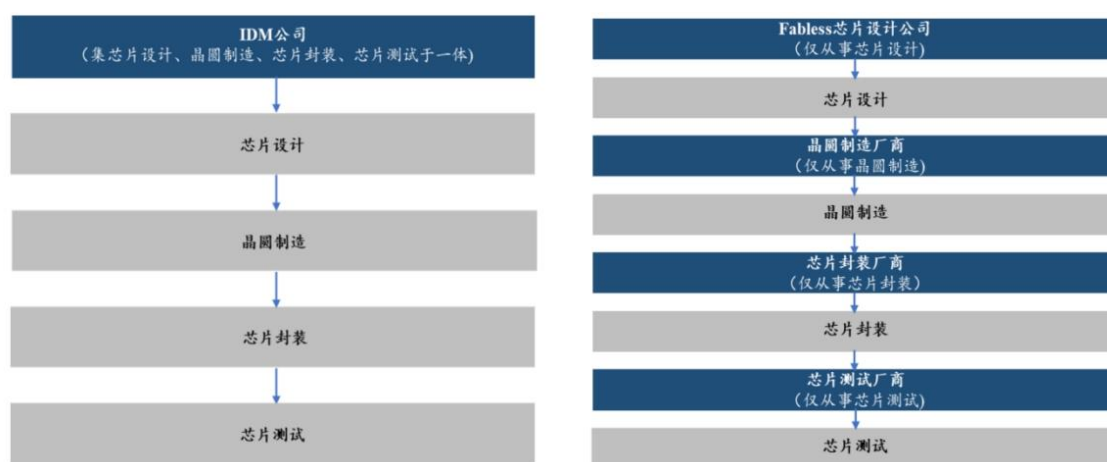 IDM公司
（集芯片设计、晶圆制造、芯片封装、芯片测试于一体)
芯片设计
晶圆制造
芯片封装
芯片测试
Fabless芯片设计公司
（仅从事芯片设计)
芯片设计
晶圆制造厂商
（仅从事晶圆制造)
晶圆制造
芯片封装厂商
（仅从事芯片封装）
芯片封装
芯片测试厂商
（仅从事芯片测试)
芯片测试